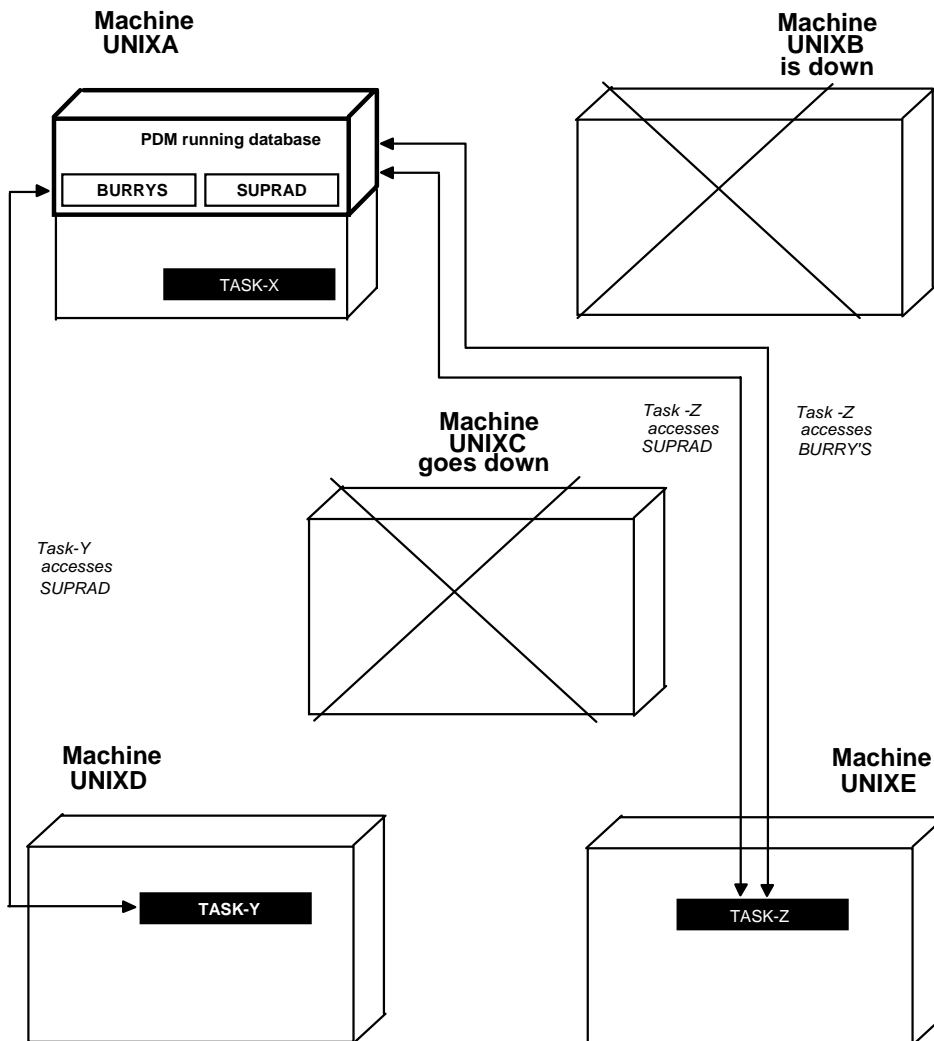 Machine
UNIXA
Machine
UNIXB
is down
PDM running database
BURRYS
SUPRAD
TASK-X
Task -Z
accesses
SUPRAD
Task -Z
accesses
BURRY'S
Machine
UNIXC
goes down
Task-Y
accesses
SUPRAD
Machine
UNIXD
Machine
UNIXE
TASK-Y
TASK-Z